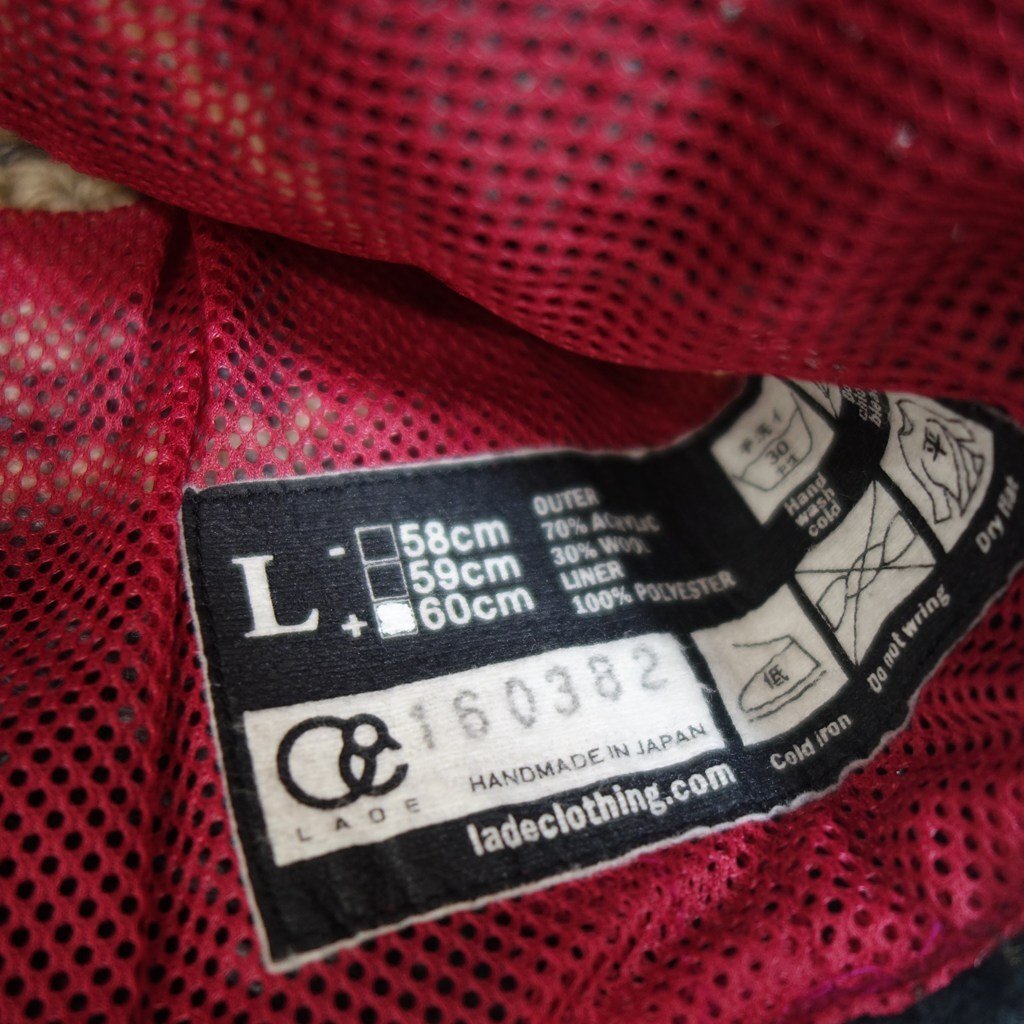 L
- 58cm
59cm
+ 60cm
OUTER
70% ACRYLIC
30% WOOL
LINER
100% POLYESTER
160382
LADE
HANDMADE IN JAPAN
ladeclothing.com
30
Hand
wash
cold
平
Dry flat
Do not wring
低
Cold iron